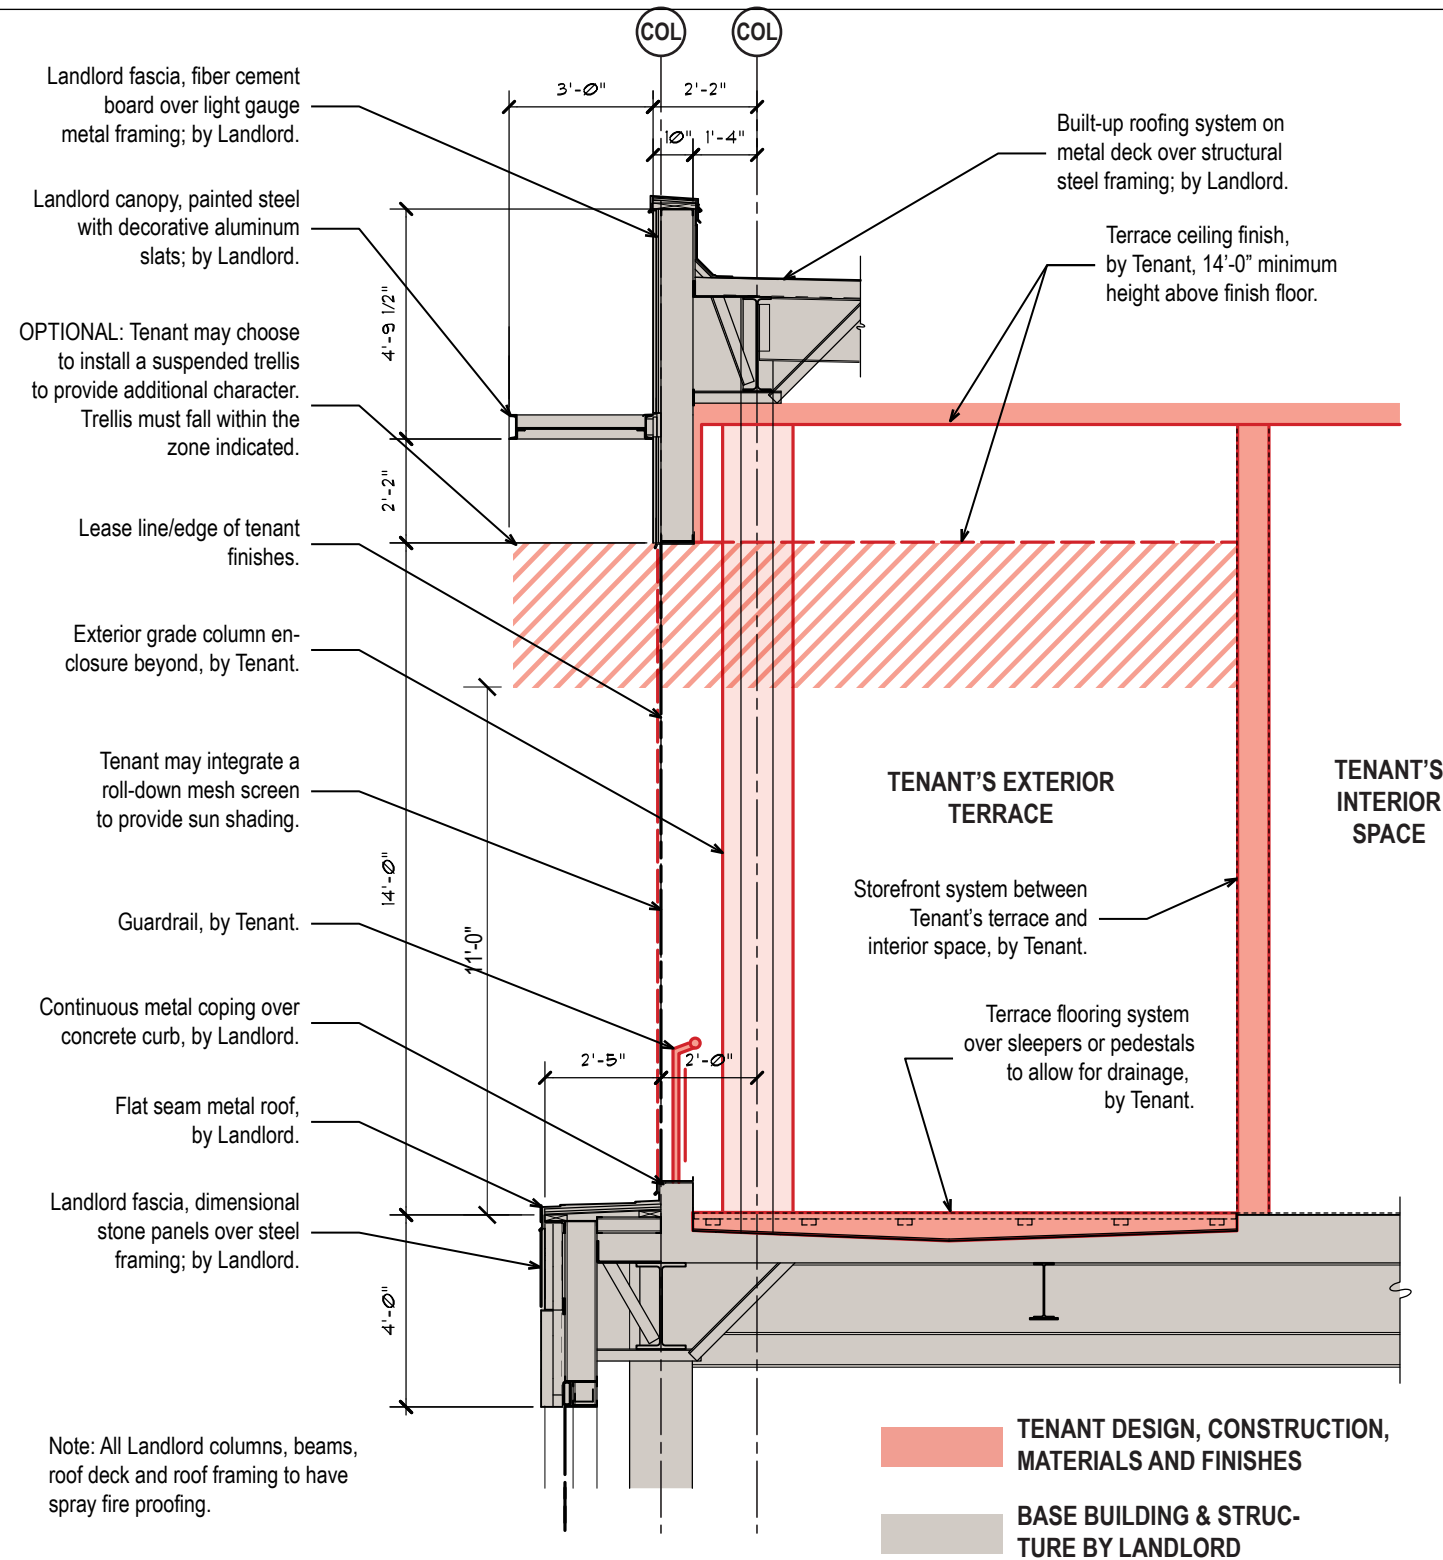 COL
COL
3'-0"
2'-2"
10"
1'-4"
Landlord fascia, fiber cement
board over light gauge
metal framing; by Landlord.
Built-up roofing system on
metal deck over structural
steel framing; by Landlord.
Landlord canopy, painted steel
with decorative aluminum
slats; by Landlord.
Terrace ceiling finish,
by Tenant, 14'-0” minimum
height above finish floor.
4'-9 1/2"
OPTIONAL: Tenant may choose
to install a suspended trellis
to provide additional character.
Trellis must fall within the
zone indicated.
2'-2"
Lease line/edge of tenant
finishes.
Exterior grade column en-
closure beyond, by Tenant.
Tenant may integrate a
roll-down mesh screen
to provide sun shading.
TENANT'S EXTERIOR
TERRACE
TENANT'S
INTERIOR
SPACE
14'-0"
11'-0"
Storefront system between
Tenant's terrace and
interior space, by Tenant.
Guardrail, by Tenant.
Continuous metal coping over
concrete curb, by Landlord.
2'-5"
2'-0"
Terrace flooring system
over sleepers or pedestals
to allow for drainage,
by Tenant.
Flat seam metal roof,
by Landlord.
Landlord fascia, dimensional
stone panels over steel
framing; by Landlord.
4'-0"
Note: All Landlord columns, beams,
roof deck and roof framing to have
spray fire proofing.
TENANT DESIGN, CONSTRUCTION,
MATERIALS AND FINISHES
BASE BUILDING & STRUC-
TURE BY LANDLORD